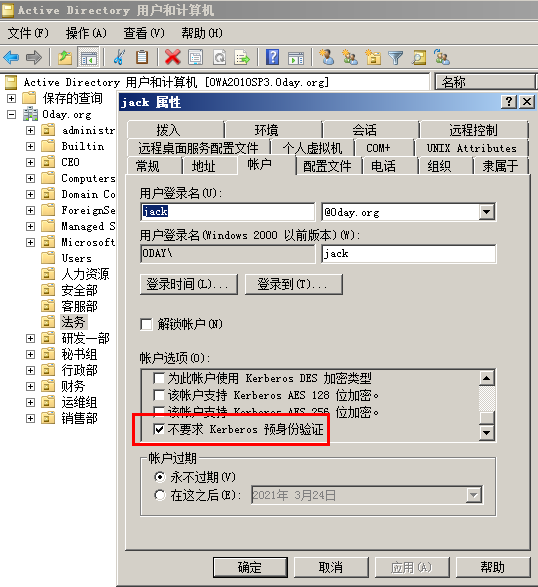 Active Directory 用户和计算机
文件(F) 操作(A) 查看(V) 帮助(H)
Active Directory 用户和计算机 [OWA2010SP3.0day.org]
名称
保存的查询
0day.org
administr
Builtin
CEO
Computers
Domain Co
ForeignSe
Managed S
Microsoft
Users
人力资源
安全部
客服部
法务
研发一部
秘书组
行政部
财务
运维组
销售部
jack 属性
拨入 环境 会话 远程控制
远程桌面服务配置文件 个人虚拟机 COM+ UNIX Attributes
常规 地址 帐户 配置文件 电话 组织 隶属于
用户登录名(U):
jack @0day.org
用户登录名(Windows 2000 以前版本)(W):
0DAY\ jack
登录时间(L)... 登录到(T)...
解锁帐户(N)
帐户选项(O):
为此帐户使用 Kerberos DES 加密类型
该帐户支持 Kerberos AES 128 位加密。
该帐户支持 Kerberos AES 256 位加密。
不要求 Kerberos 预身份验证
帐户过期
永不过期(V)
在这之后(E): 2021年 3月24日
确定 取消 应用(A) 帮助